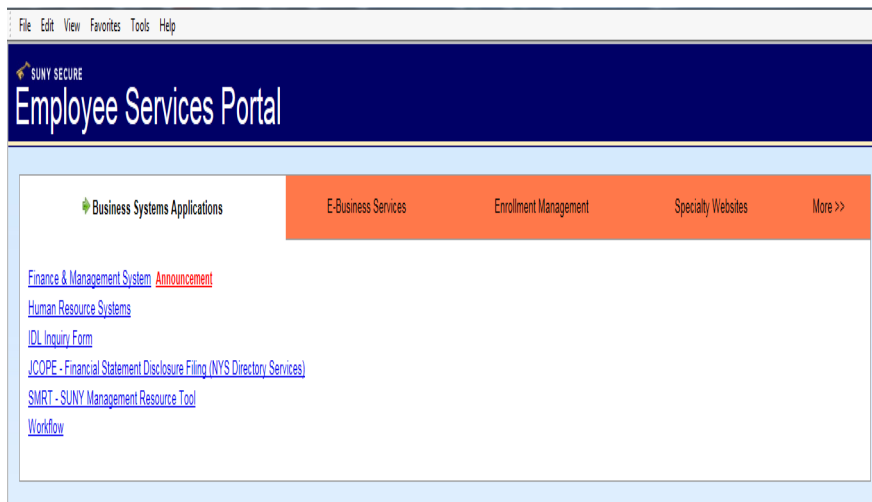 File Edit View Favorites Tools Help
SUNY SECURE
Employee Services Portal
Business Systems Applications E-Business Services Enrollment Management Specialty Websites More >>
Finance & Management System Announcement
Human Resource Systems
IDL Inquiry Form
JCOPE - Financial Statement Disclosure Filing (NYS Directory Services)
SMRT - SUNY Management Resource Tool
Workflow